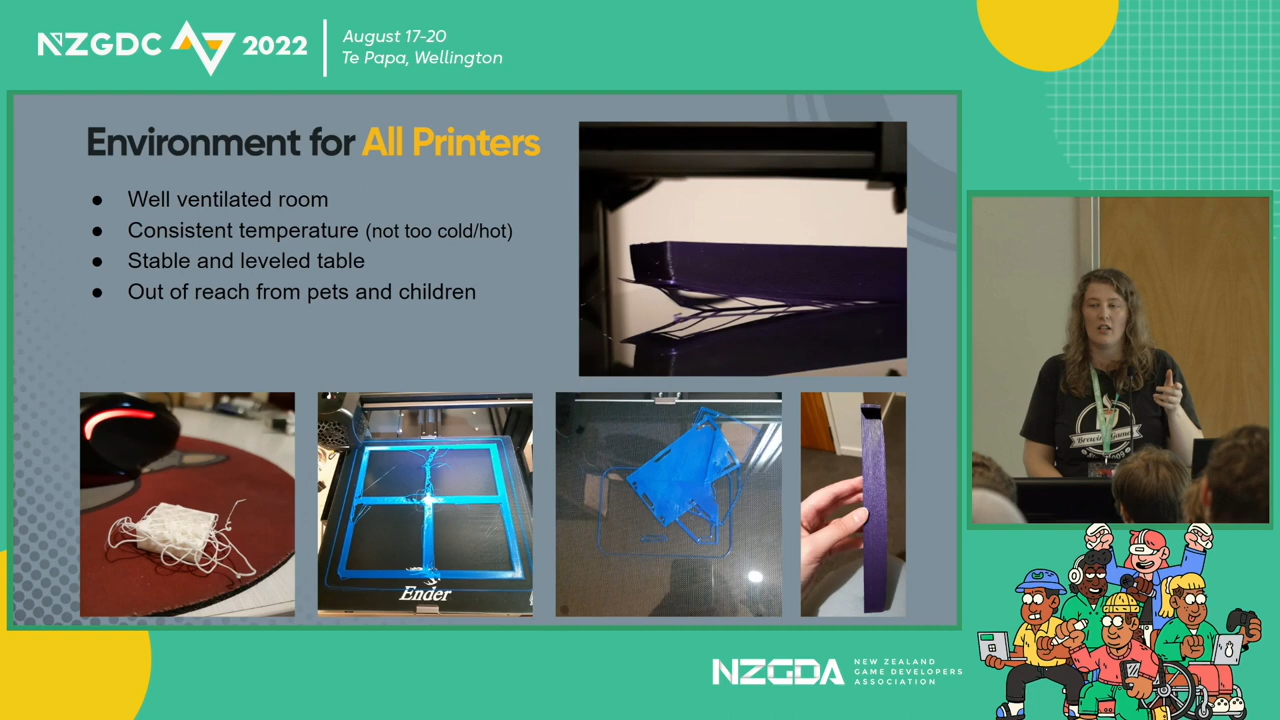 NZGDC 2022
August 17-20
Te Papa, Wellington
Environment for All Printers
● Well ventilated room
● Consistent temperature (not too cold/hot)
● Stable and leveled table
● Out of reach from pets and children
Ender
Brewing Game
NZGDA
NEW ZEALAND
GAME DEVELOPERS
ASSOCIATION